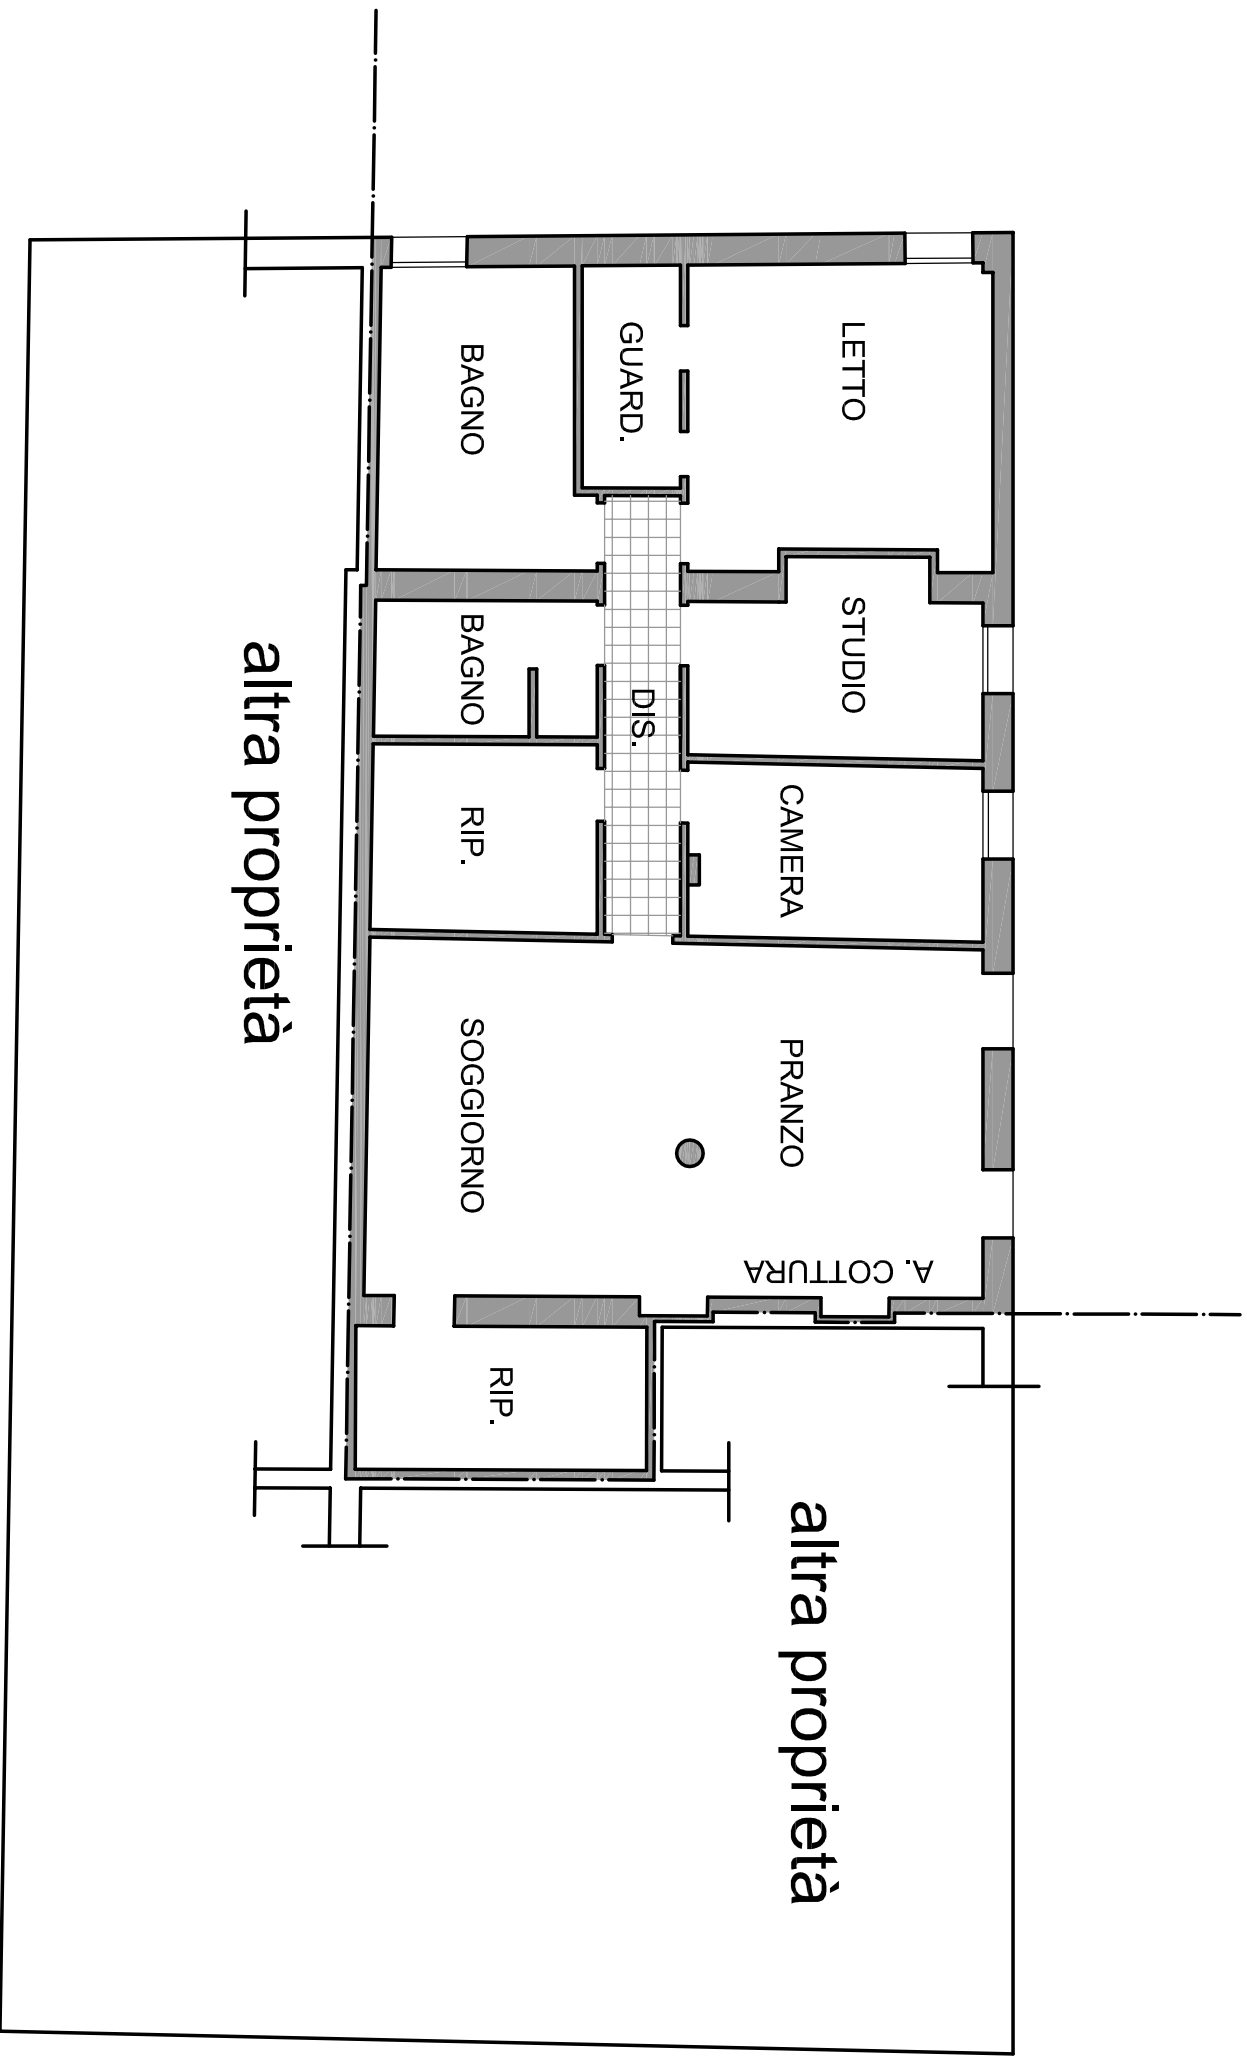 LETTO
GUARD.
BAGNO
STUDIO
BAGNO
DIS.
CAMERA
RIP.
PRANZO
SOGGIORNO
A. COTTURA
RIP.
altra proprietà
altra proprietà